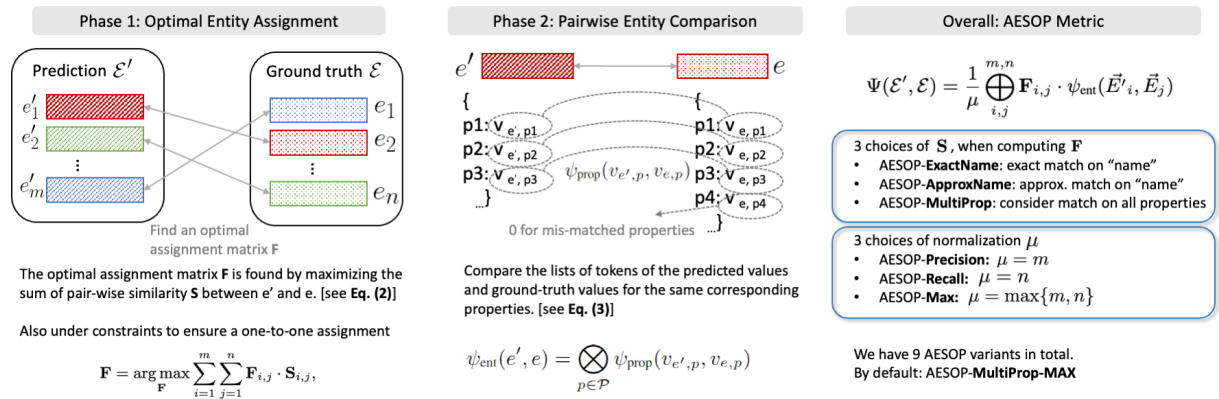 Phase 1: Optimal Entity Assignment
Prediction ℰ′
Ground truth ℰ
e′₁
e′₂
⋮
e′ₘ
e₁
e₂
⋮
eₙ
Find an optimal
assignment matrix F
The optimal assignment matrix F is found by maximizing the
sum of pair-wise similarity S between e' and e. [see Eq. (2)]
Also under constraints to ensure a one-to-one assignment
F = arg max_F ∑_{i=1}^{m} ∑_{j=1}^{n} F_{i,j} · S_{i,j},
Phase 2: Pairwise Entity Comparison
e′
e
{
p1: v e', p1
p2: v e', p2
p3: v e', p3
...}
ψ_prop(v_{e′,p}, v_{e,p})
{
p1: v e, p1
p2: v e, p2
p3: v e, p3
p4: v e, p4
...}
0 for mis-matched properties
Compare the lists of tokens of the predicted values
and ground-truth values for the same corresponding
properties. [see Eq. (3)]
ψ_ent(e′, e) = ⨂_{p∈𝒫} ψ_prop(v_{e′,p}, v_{e,p})
Overall: AESOP Metric
Ψ(ℰ′, ℰ) = 1/μ ⨁_{i,j}^{m,n} F_{i,j} · ψ_ent(E⃗′_i, E⃗_j)
3 choices of S , when computing F
• AESOP-ExactName: exact match on “name”
• AESOP-ApproxName: approx. match on “name”
• AESOP-MultiProp: consider match on all properties
3 choices of normalization μ
• AESOP-Precision: μ = m
• AESOP-Recall: μ = n
• AESOP-Max: μ = max{m, n}
We have 9 AESOP variants in total.
By default: AESOP-MultiProp-MAX